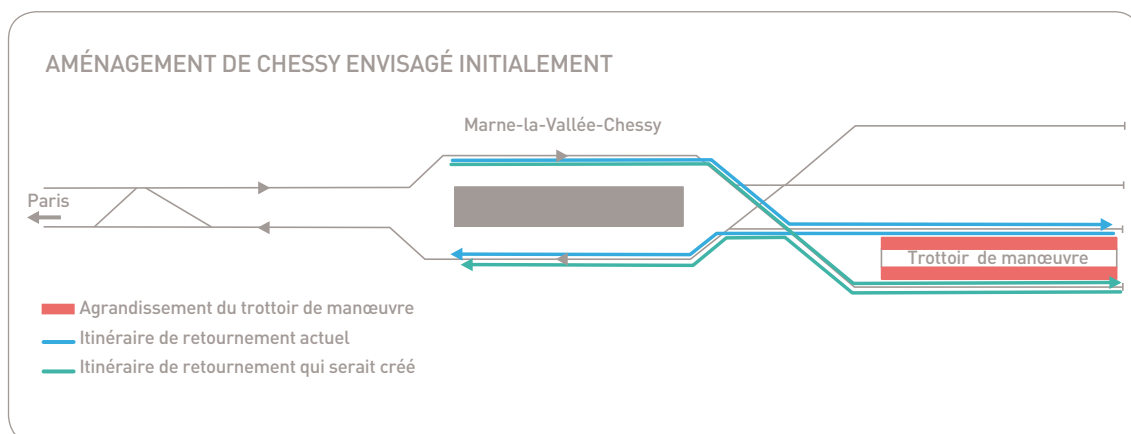 AMÉNAGEMENT DE CHESSY ENVISAGÉ INITIALEMENT
Marne-la-Vallée-Chessy
Paris
Trottoir de manœuvre
Agrandissement du trottoir de manœuvre
Itinéraire de retournement actuel
Itinéraire de retournement qui serait créé